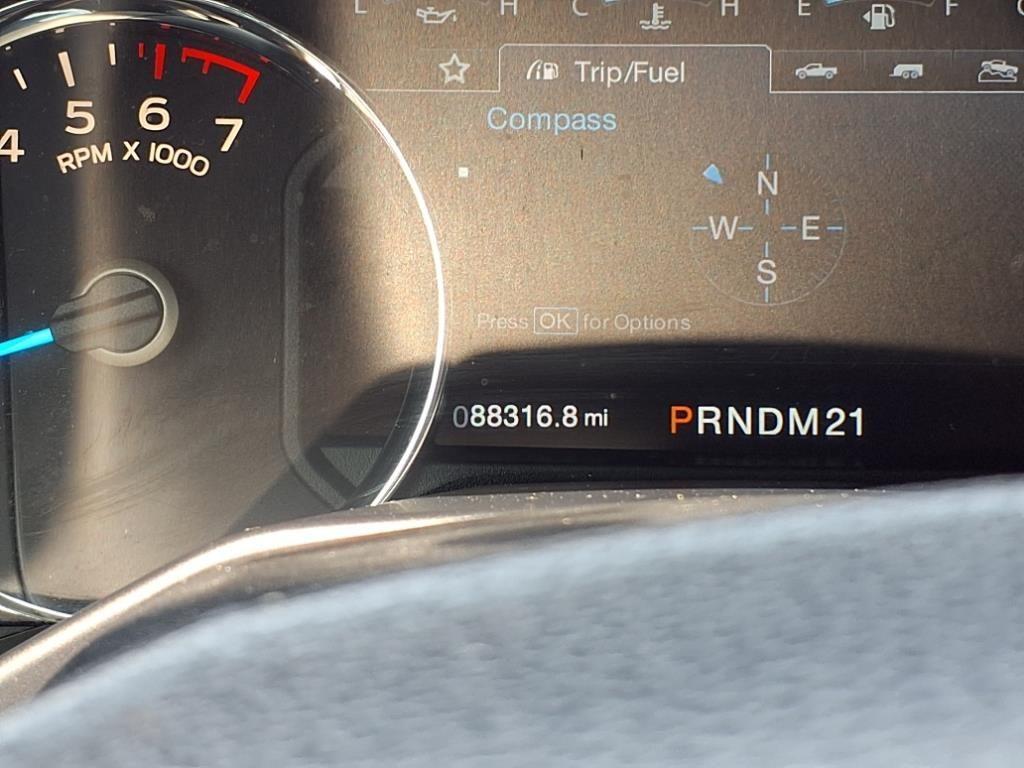 L H C H E F
Trip/Fuel
Compass
N
W E
S
Press OK for Options
4 5 6 7
RPM X 1000
088316.8 mi PRNDM21